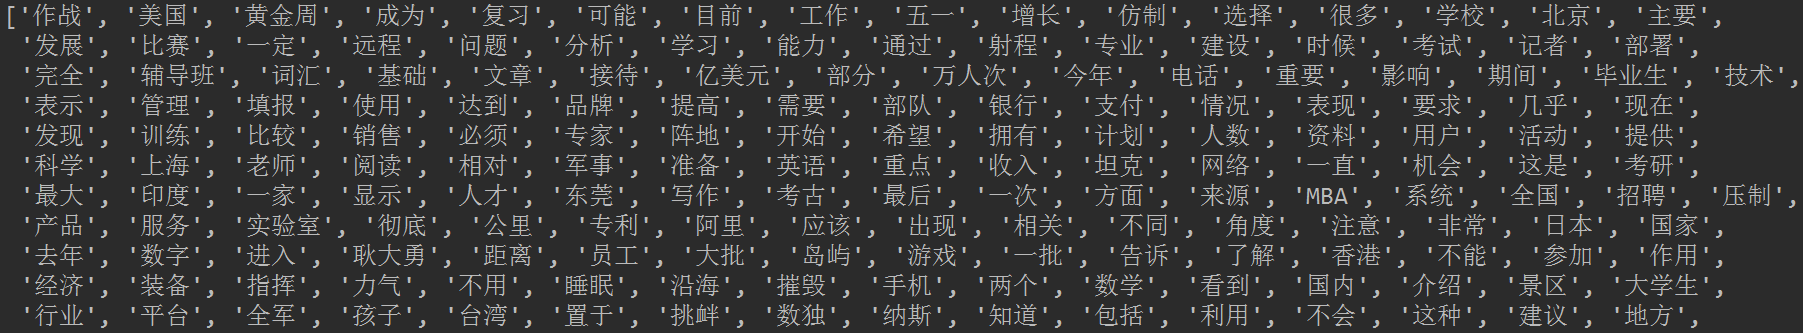 ['作战', '美国', '黄金周', '成为', '复习', '可能', '目前', '工作', '五一', '增长', '仿制', '选择', '很多', '学校', '北京', '主要',
'发展', '比赛', '一定', '远程', '问题', '分析', '学习', '能力', '通过', '射程', '专业', '建设', '时候', '考试', '记者', '部署',
'完全', '辅导班', '词汇', '基础', '文章', '接待', '亿美元', '部分', '万人次', '今年', '电话', '重要', '影响', '期间', '毕业生', '技术',
'表示', '管理', '填报', '使用', '达到', '品牌', '提高', '需要', '部队', '银行', '支付', '情况', '表现', '要求', '几乎', '现在',
'发现', '训练', '比较', '销售', '必须', '专家', '阵地', '开始', '希望', '拥有', '计划', '人数', '资料', '用户', '活动', '提供',
'科学', '上海', '老师', '阅读', '相对', '军事', '准备', '英语', '重点', '收入', '坦克', '网络', '一直', '机会', '这是', '考研',
'最大', '印度', '一家', '显示', '人才', '东莞', '写作', '考古', '最后', '一次', '方面', '来源', 'MBA', '系统', '全国', '招聘', '压制',
'产品', '服务', '实验室', '彻底', '公里', '专利', '阿里', '应该', '出现', '相关', '不同', '角度', '注意', '非常', '日本', '国家',
'去年', '数字', '进入', '耿大勇', '距离', '员工', '大批', '岛屿', '游戏', '一批', '告诉', '了解', '香港', '不能', '参加', '作用',
'经济', '装备', '指挥', '力气', '不用', '睡眠', '沿海', '摧毁', '手机', '两个', '数学', '看到', '国内', '介绍', '景区', '大学生',
'行业', '平台', '全军', '孩子', '台湾', '置于', '挑衅', '数独', '纳斯', '知道', '包括', '利用', '不会', '这种', '建议', '地方',